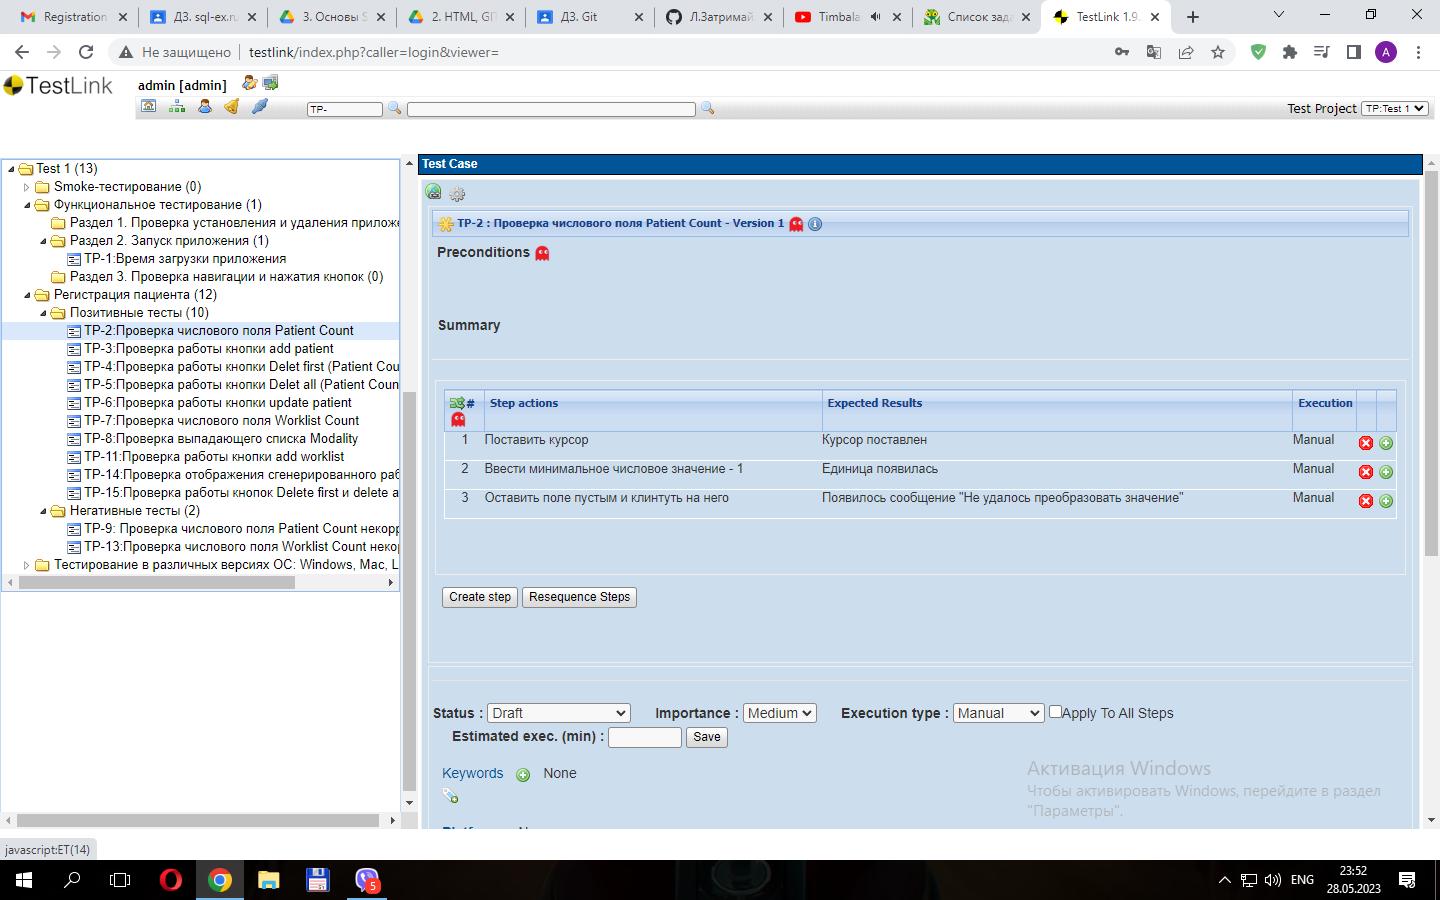 Registration
ДЗ. sql-ex.ru
3. Основы S
2. HTML, GIT
ДЗ. Git
Л.Затримай
Timbala
Список зада
TestLink 1.9.
Не защищено
testlink/index.php?caller=login&viewer=
A
TestLink
admin [admin]
TP-
Test Project
TP:Test 1
Test 1 (13)
Smoke-тестирование (0)
Функциональное тестирование (1)
Раздел 1. Проверка установления и удаления прилож
Раздел 2. Запуск приложения (1)
TP-1:Время загрузки приложения
Раздел 3. Проверка навигации и нажатия кнопок (0)
Регистрация пациента (12)
Позитивные тесты (10)
TP-2:Проверка числового поля Patient Count
TP-3:Проверка работы кнопки add patient
TP-4:Проверка работы кнопки Delet first (Patient Cou
TP-5:Проверка работы кнопки Delet all (Patient Coun
TP-6:Проверка работы кнопки update patient
TP-7:Проверка числового поля Worklist Count
TP-8:Проверка выпадающего списка Modality
TP-11:Проверка работы кнопки add worklist
TP-14:Проверка отображения сгенерированного раб
TP-15:Проверка работы кнопок Delete first и delete a
Негативные тесты (2)
TP-9: Проверка числового поля Patient Count некорр
TP-13:Проверка числового поля Worklist Count неко
Тестирование в различных версиях ОС: Windows, Mac, L
javascript:ET(14)
Test Case
TP-2 : Проверка числового поля Patient Count - Version 1
Preconditions
Summary
# Step actions Expected Results Execution
1 Поставить курсор Курсор поставлен Manual
2 Ввести минимальное числовое значение - 1 Единица появилась Manual
3 Оставить поле пустым и клинтуть на него Появилось сообщение "Не удалось преобразовать значение" Manual
Create step Resequence Steps
Status : Draft Importance : Medium Execution type : Manual Apply To All Steps
Estimated exec. (min) : Save
Keywords None
Активация Windows
Чтобы активировать Windows, перейдите в раздел
"Параметры".
5
ENG
23:52
28.05.2023